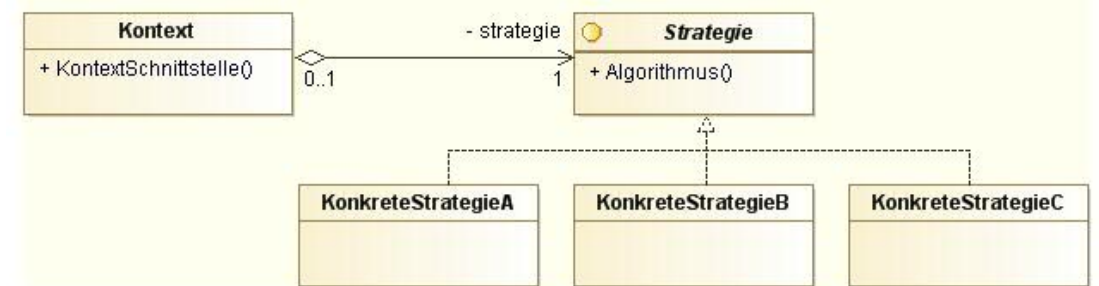 Kontext
+ KontextSchnittstelle()
- strategie
0..1
1
Strategie
+ Algorithmus()
KonkreteStrategieA
KonkreteStrategieB
KonkreteStrategieC